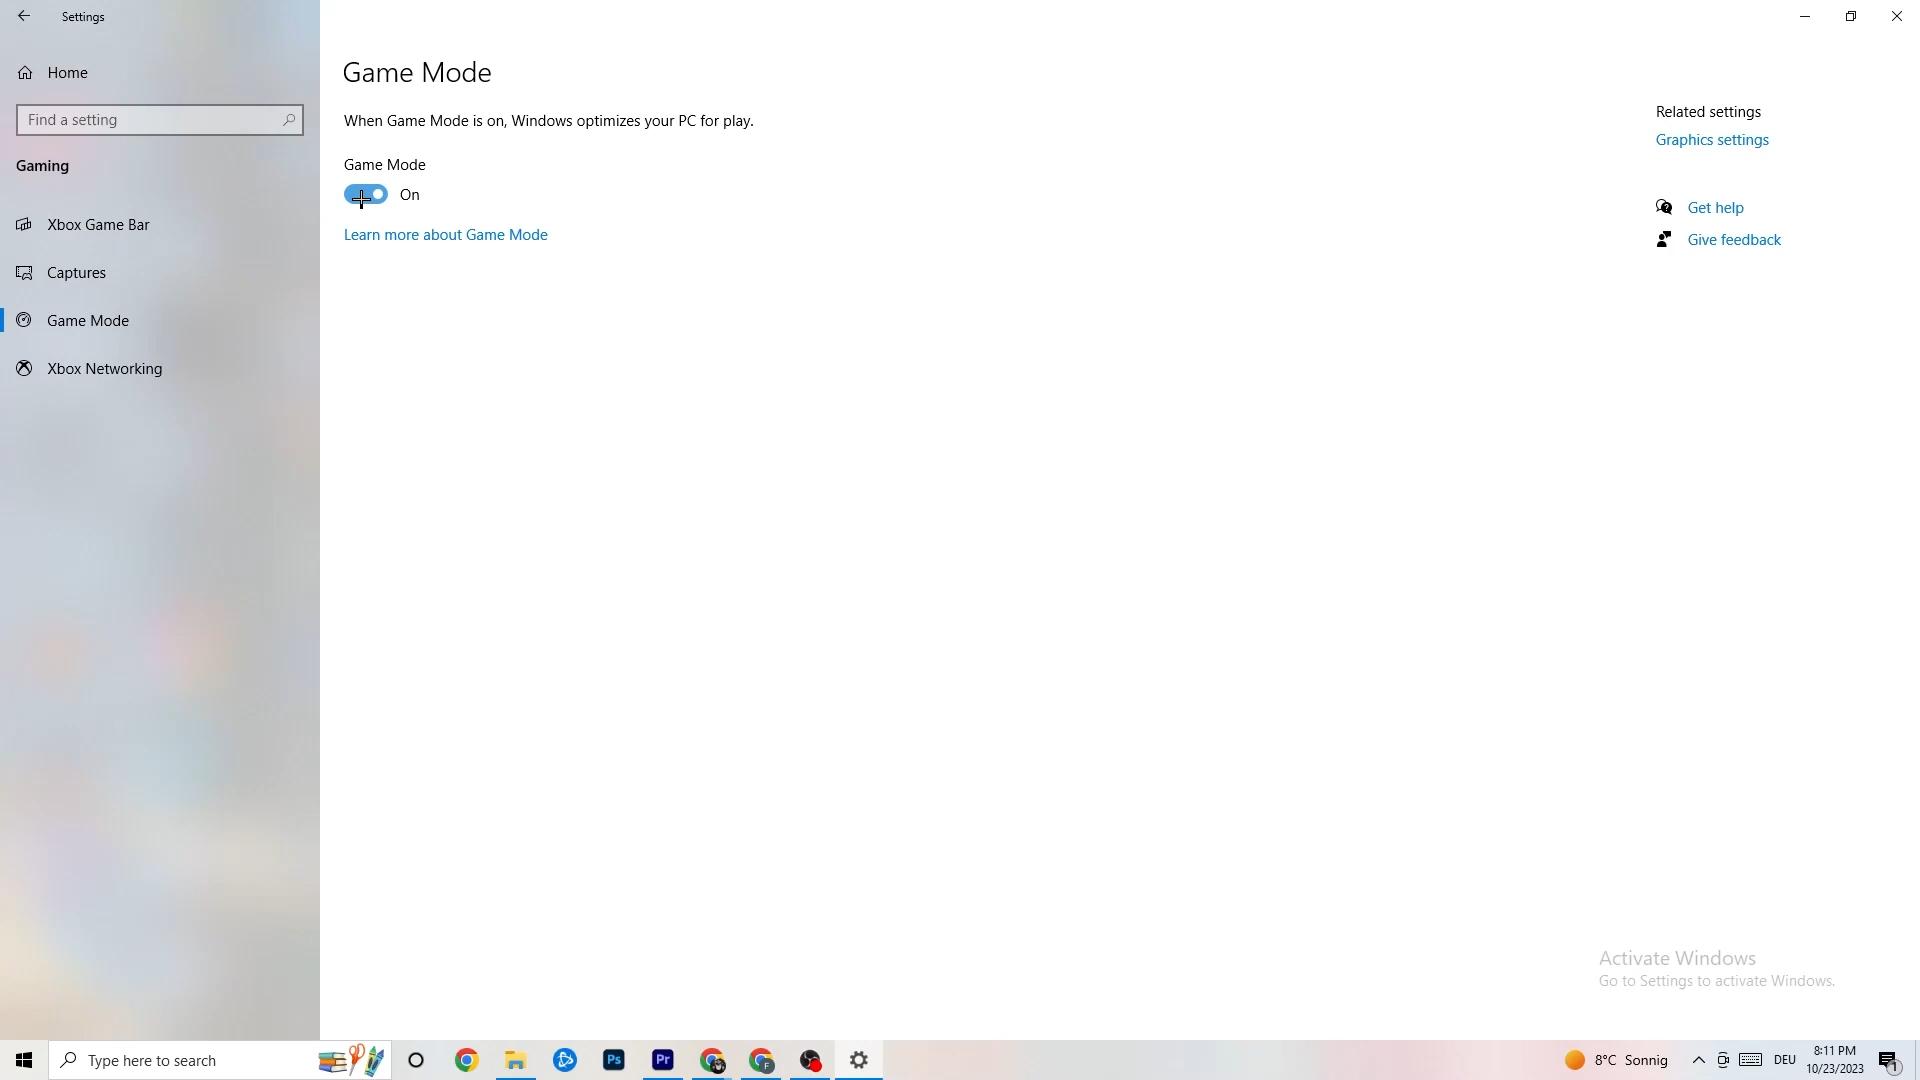 Settings
Home
Find a setting
Gaming
Xbox Game Bar
Captures
Game Mode
Xbox Networking
Game Mode
When Game Mode is on, Windows optimizes your PC for play.
Game Mode
On
Learn more about Game Mode
Related settings
Graphics settings
Get help
Give feedback
Activate Windows
Go to Settings to activate Windows.
Type here to search
Ps
Pr
F
8°C Sonnig
DEU
8:11 PM
10/23/2023
1